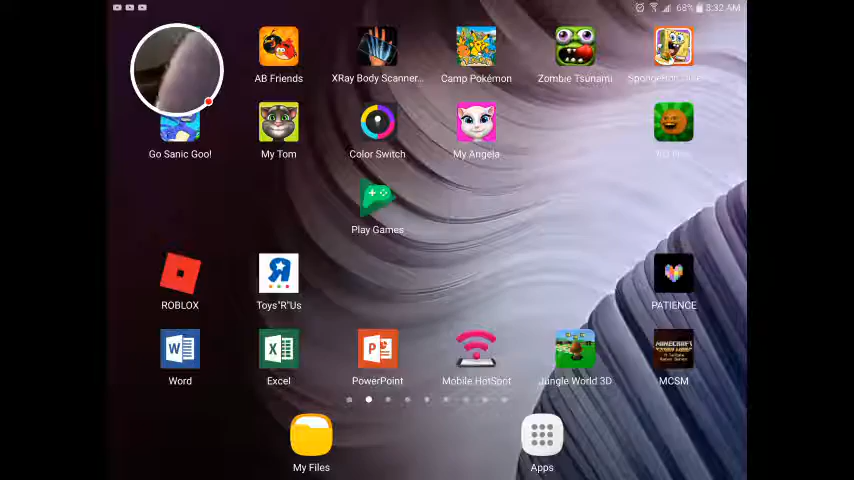 68% 8:32 AM
AB Friends
XRay Body Scanner...
Camp Pokémon
Zombie Tsunami
Go Sanic Goo!
My Tom
Color Switch
My Angela
Play Games
ROBLOX
Toys"R"Us
PATIENCE
Word
Excel
PowerPoint
Mobile HotSpot
Jungle World 3D
MCSM
My Files
Apps